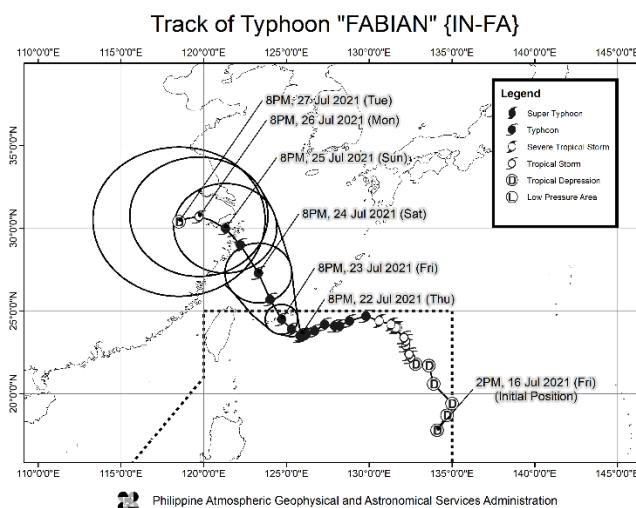 Track of Typhoon "FABIAN" {IN-FA}
110°0'0"E 115°0'0"E 120°0'0"E 125°0'0"E 130°0'0"E 135°0'0"E 140°0'0"E 145°0'0"E
Legend
Super Typhoon
Typhoon
Severe Tropical Storm
Tropical Storm
D Tropical Depression
L Low Pressure Area
8PM, 27 Jul 2021 (Tue)
8PM, 26 Jul 2021 (Mon)
35°0'0"N
8PM, 25 Jul 2021 (Sun)
D
8PM, 24 Jul 2021 (Sat)
30°0'0"N
8PM, 23 Jul 2021 (Fri)
8PM, 22 Jul 2021 (Thu)
25°0'0"N
D
D
D
D
D
2PM, 16 Jul 2021 (Fri)
(Initial Position)
20°0'0"N
110°0'0"E 115°0'0"E 120°0'0"E 125°0'0"E 130°0'0"E 135°0'0"E 140°0'0"E 145°0'0"E
Philippine Atmospheric Geophysical and Astronomical Services Administration